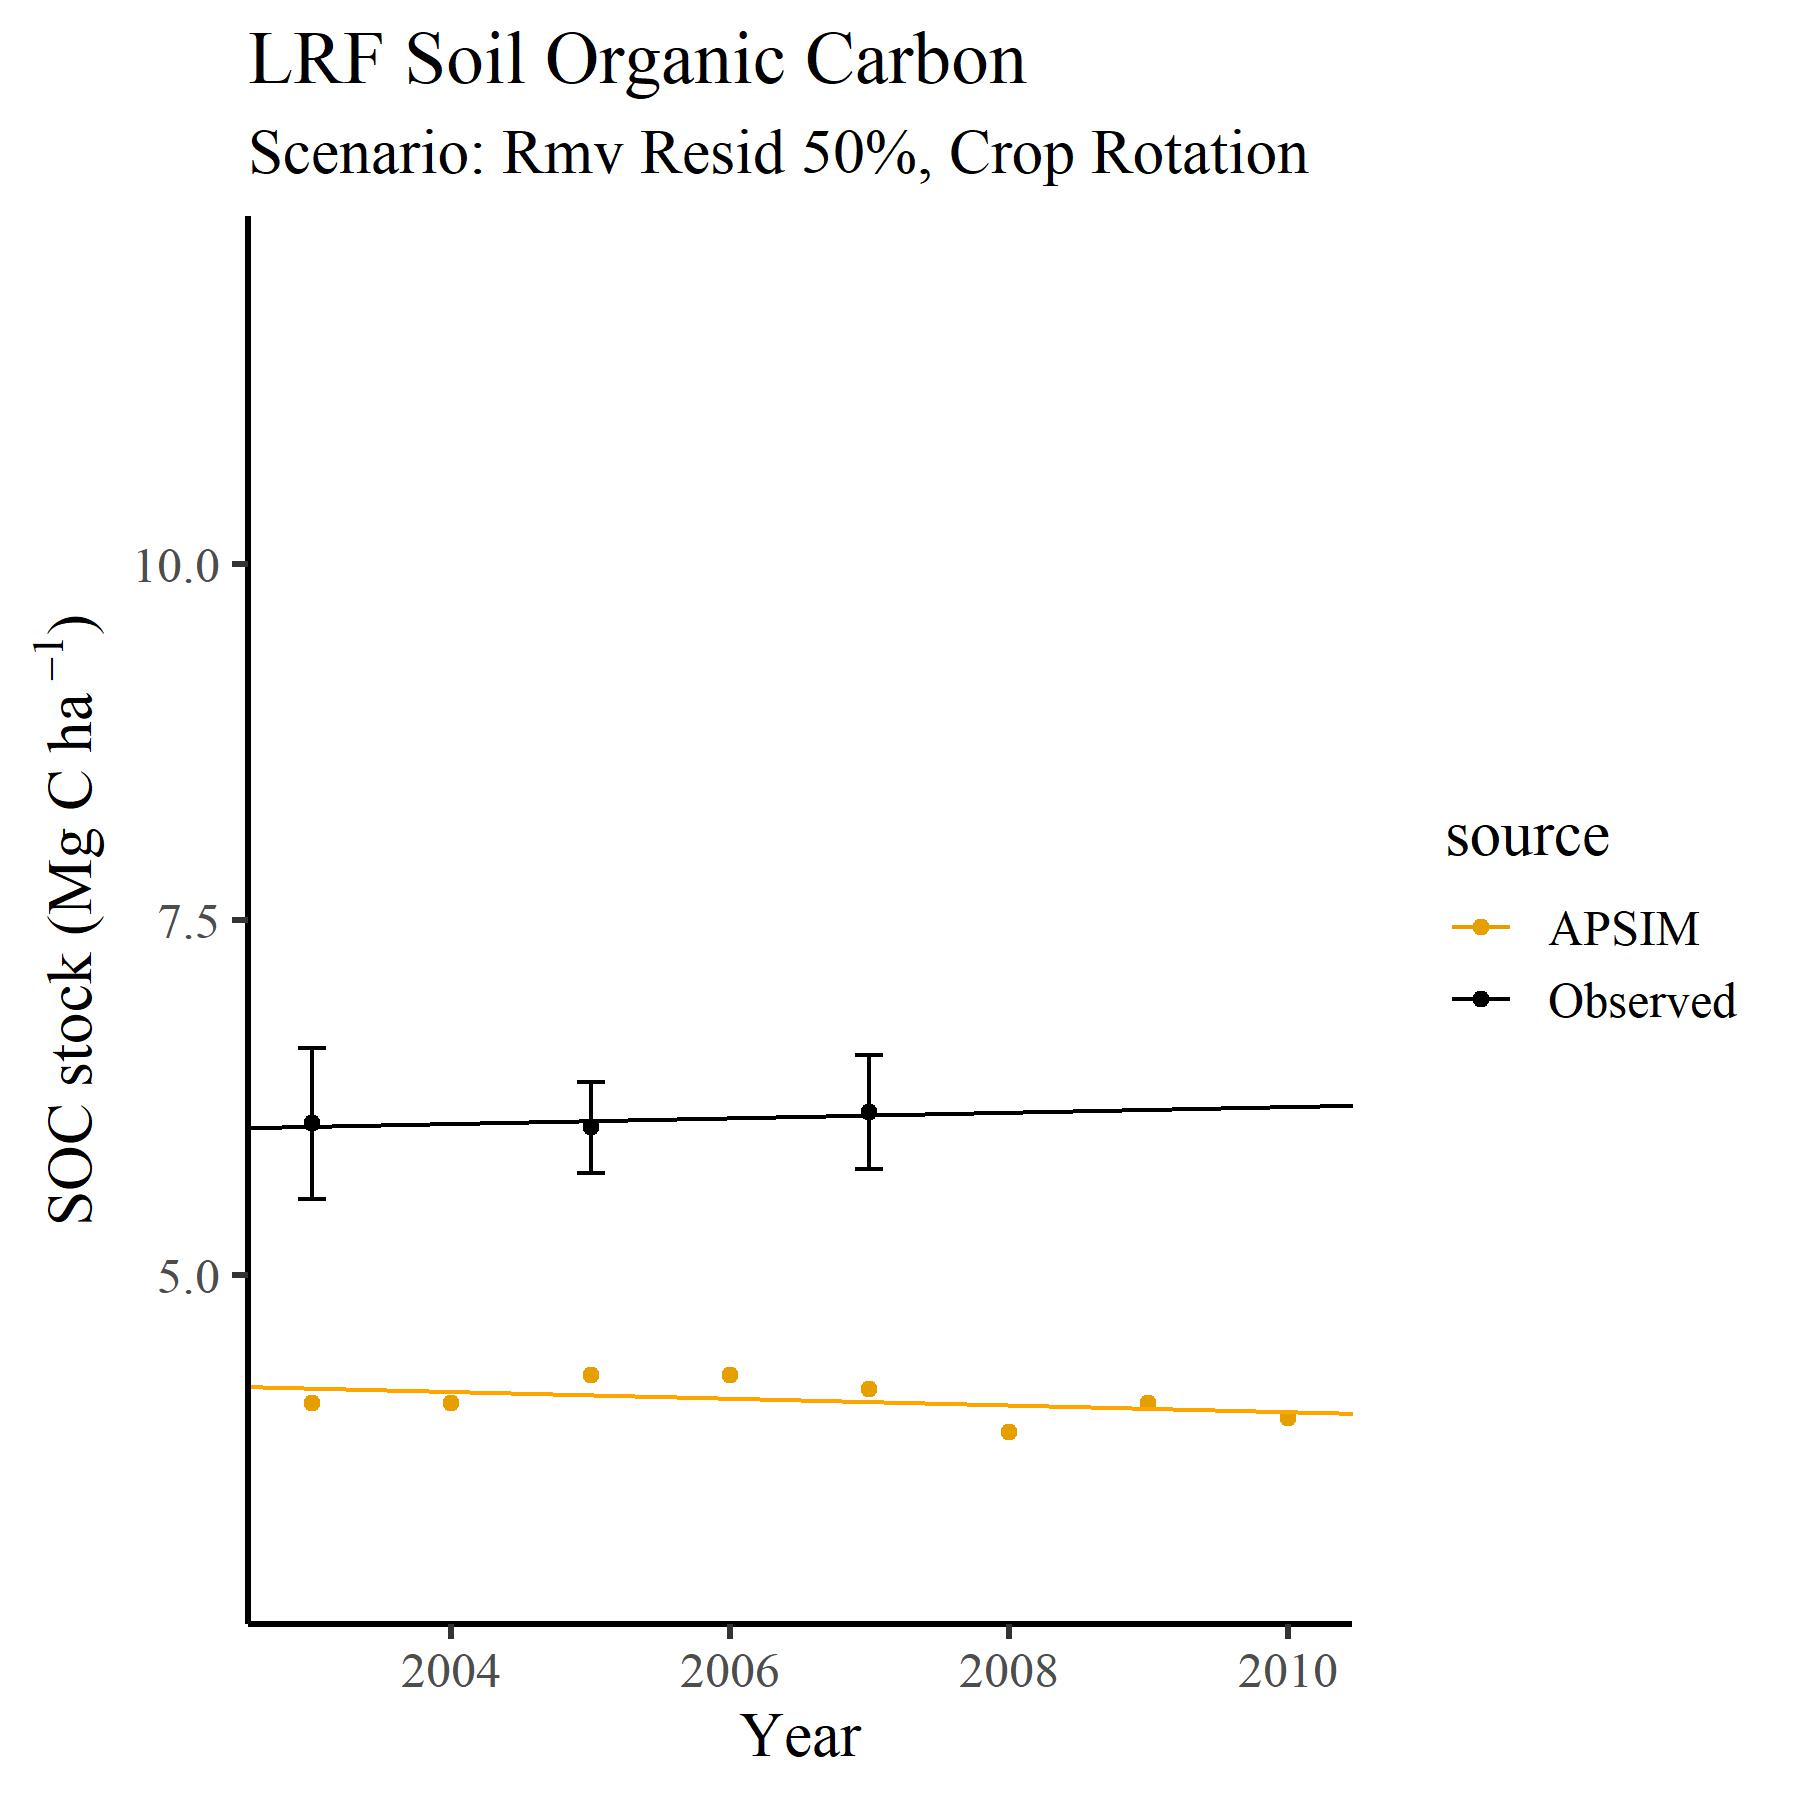 LRF Soil Organic Carbon
Scenario: Rmv Resid 50%, Crop Rotation
SOC stock (Mg C ha⁻¹)
10.0
7.5
5.0
2004 2006 2008 2010
Year
source
APSIM
Observed